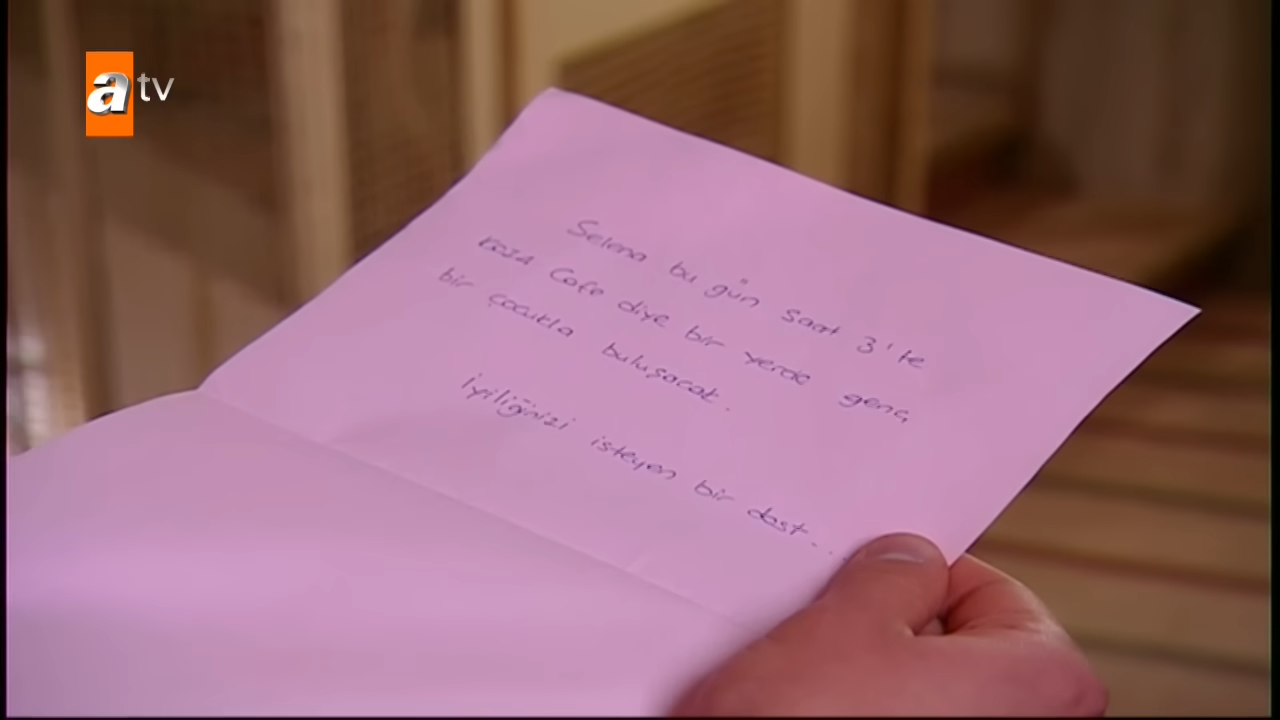 atv
Selena bu gün saat 3'te
Koza Cafe diye bir yerde genç
bir çocukla buluşacak.
İyiliğinizi isteyen bir dost...